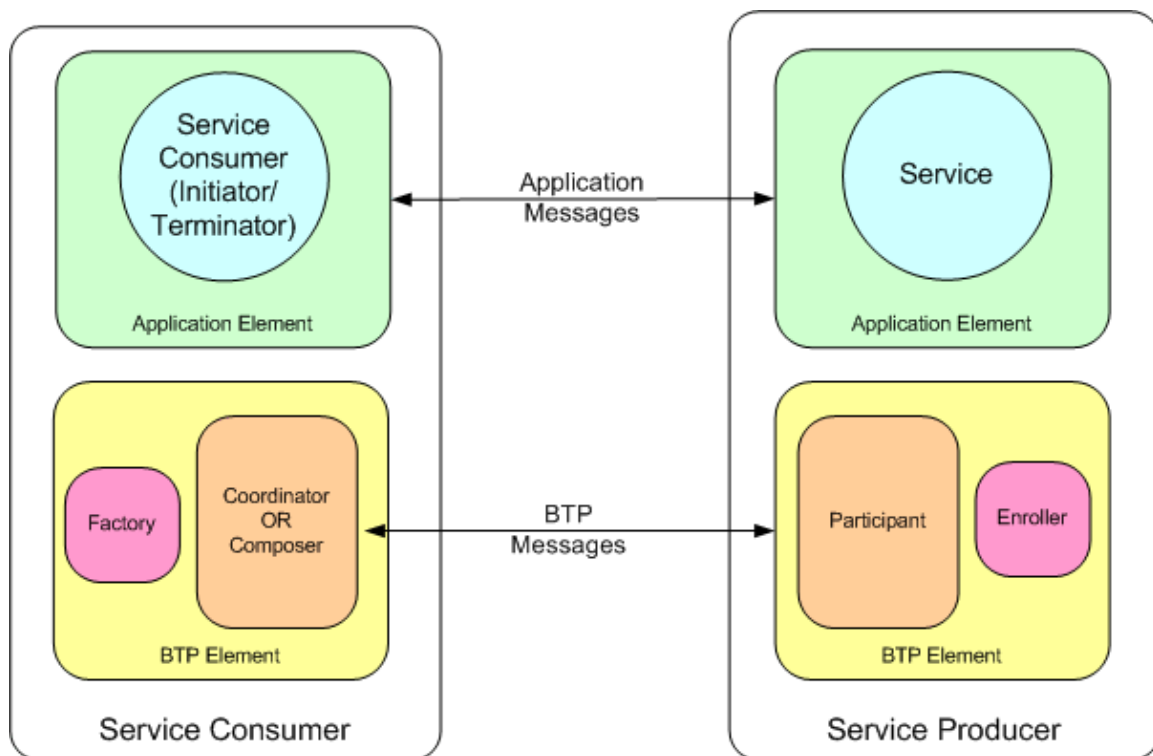 Service
Consumer
(Initiator/
Terminator)
Application Element
Application
Messages
Service
Application Element
Factory
Coordinator
OR
Composer
BTP Element
BTP
Messages
Participant
Enroller
BTP Element
Service Consumer
Service Producer